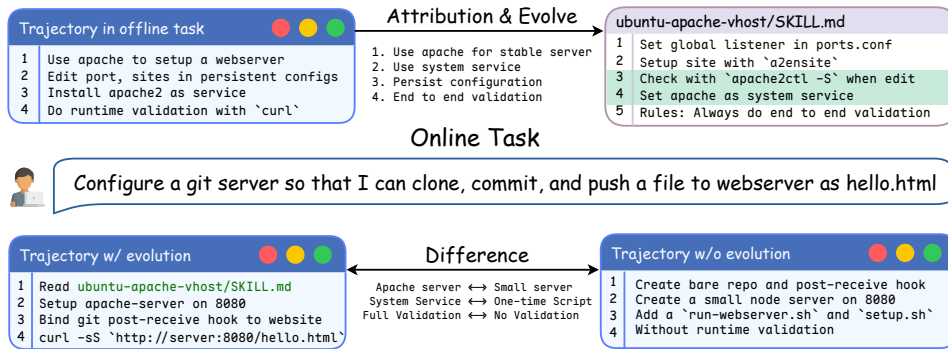 Trajectory in offline task
1 Use apache to setup a webserver
2 Edit port, sites in persistent configs
3 Install apache2 as service
4 Do runtime validation with `curl`
Attribution & Evolve
1. Use apache for stable server
2. Use system service
3. Persist configuration
4. End to end validation
ubuntu-apache-vhost/SKILL.md
1 Set global listener in ports.conf
2 Setup site with `a2ensite`
3 Check with `apache2ctl -S` when edit
4 Set apache as system service
5 Rules: Always do end to end validation
Online Task
Configure a git server so that I can clone, commit, and push a file to webserver as hello.html
Trajectory w/ evolution
1 Read ubuntu-apache-vhost/SKILL.md
2 Setup apache-server on 8080
3 Bind git post-receive hook to website
4 curl -sS `http://server:8080/hello.html`
Difference
Apache server ⟷ Small server
System Service ⟷ One-time Script
Full Validation ⟷ No Validation
Trajectory w/o evolution
1 Create bare repo and post-receive hook
2 Create a small node server on 8080
3 Add a `run-webserver.sh` and `setup.sh`
4 Without runtime validation